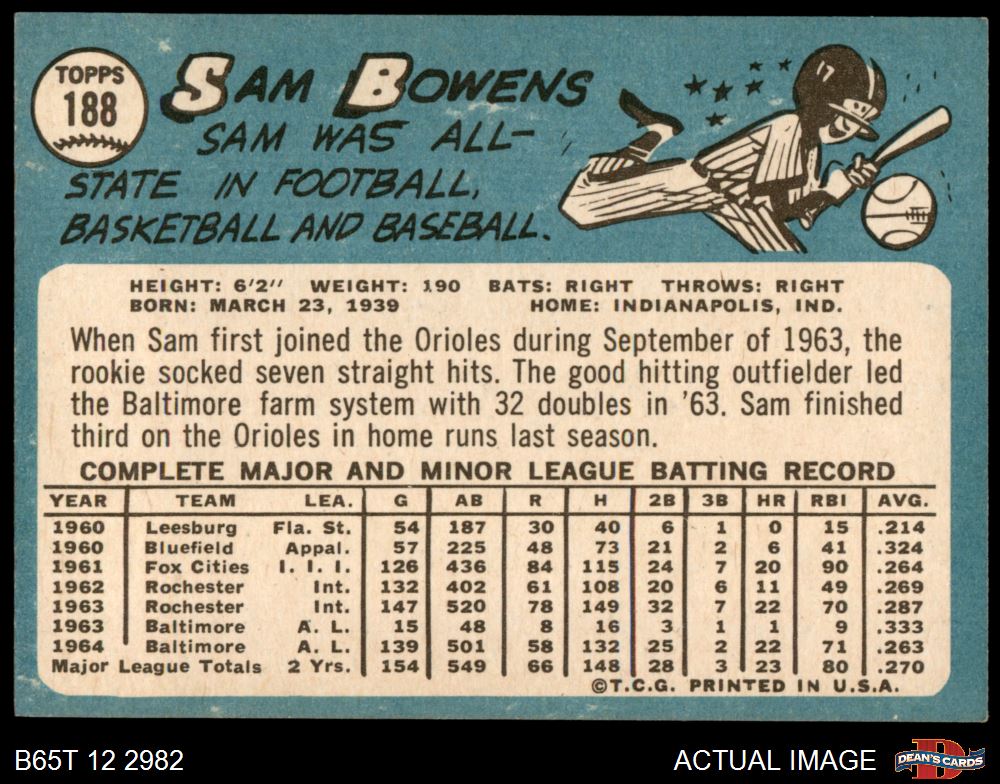 TOPPS
188
SAM BOWENS
SAM WAS ALL-
STATE IN FOOTBALL,
BASKETBALL AND BASEBALL.
HEIGHT: 6'2" WEIGHT: 190 BATS: RIGHT THROWS: RIGHT
BORN: MARCH 23, 1939 HOME: INDIANAPOLIS, IND.
When Sam first joined the Orioles during September of 1963, the
rookie socked seven straight hits. The good hitting outfielder led
the Baltimore farm system with 32 doubles in '63. Sam finished
third on the Orioles in home runs last season.
COMPLETE MAJOR AND MINOR LEAGUE BATTING RECORD
YEAR TEAM LEA. G AB R H 2B 3B HR RBI AVG.
1960 Leesburg Fla. St. 54 187 30 40 6 1 0 15 .214
1960 Bluefield Appal. 57 225 48 73 21 2 6 41 .324
1961 Fox Cities I. I. I. 126 436 84 115 24 7 20 90 .264
1962 Rochester Int. 132 402 61 108 20 6 11 49 .269
1963 Rochester Int. 147 520 78 149 32 7 22 70 .287
1963 Baltimore A. L. 15 48 8 16 3 1 1 9 .333
1964 Baltimore A. L. 139 501 58 132 25 2 22 71 .263
Major League Totals 2 Yrs. 154 549 66 148 28 3 23 80 .270
©T.C.G. PRINTED IN U.S.A.
B65T 12 2982
ACTUAL IMAGE
DEAN'S CARDS